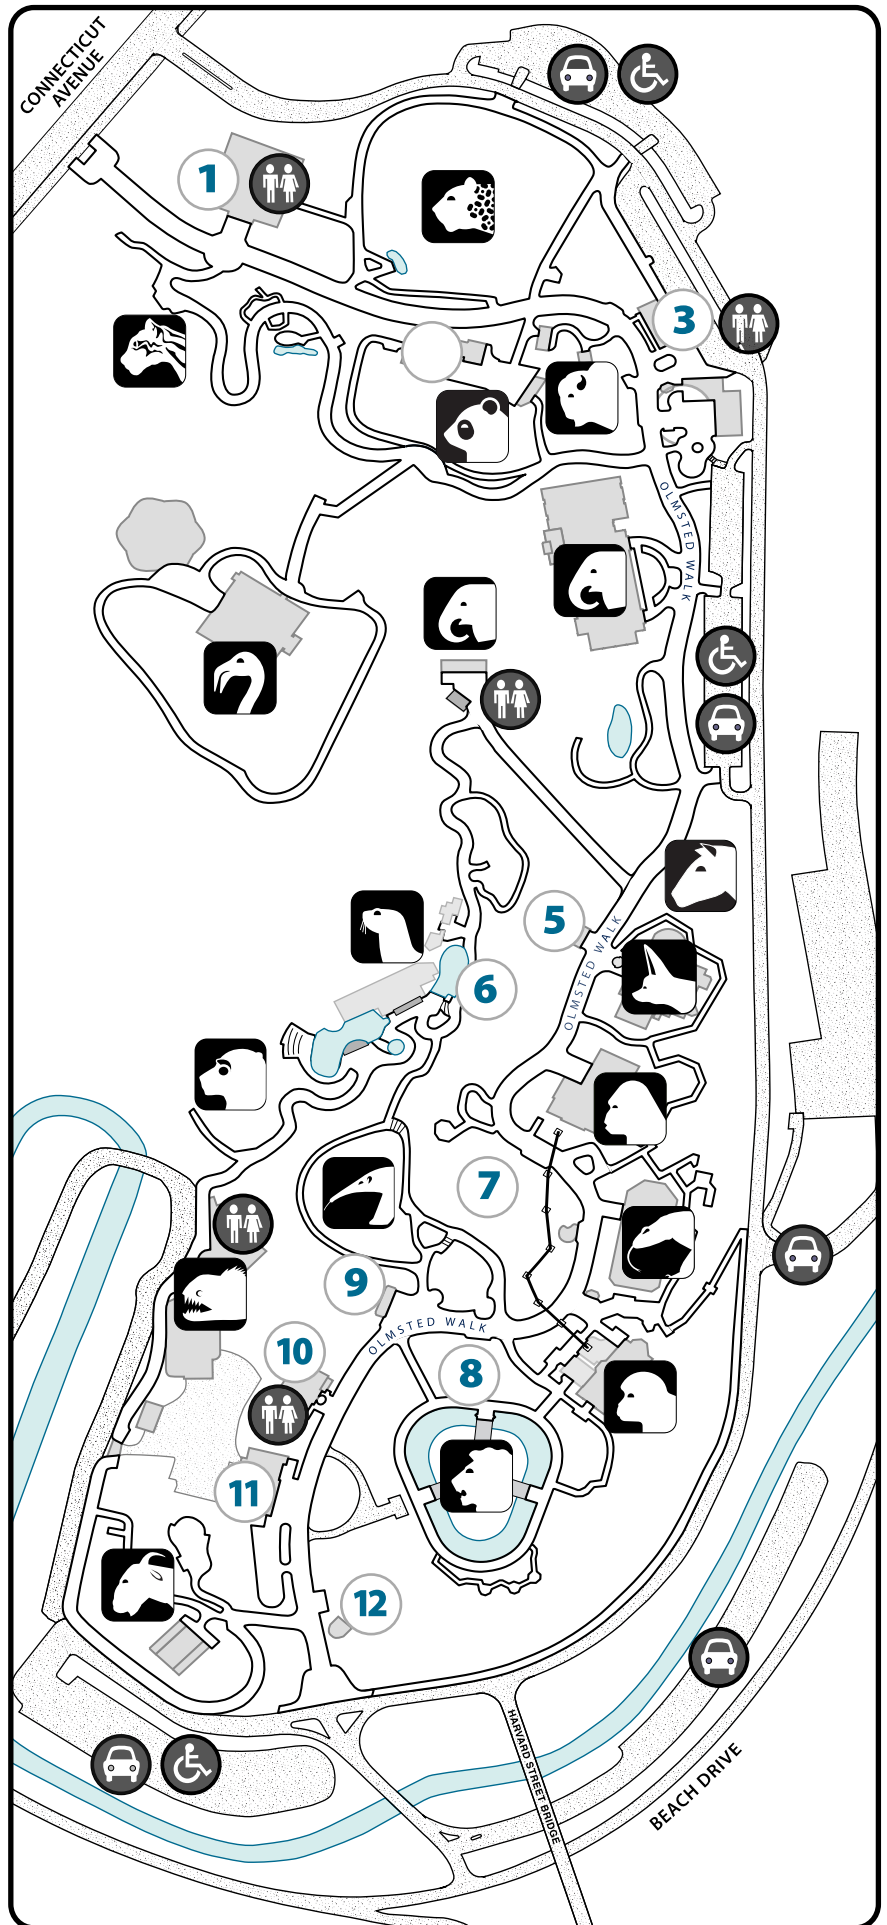 CONNECTICUT
AVENUE
1
3
OLMSTED WALK
5
OLMSTED WALK
6
7
9
OLMSTED WALK
10
8
11
12
HARVARD STREET BRIDGE
BEACH DRIVE